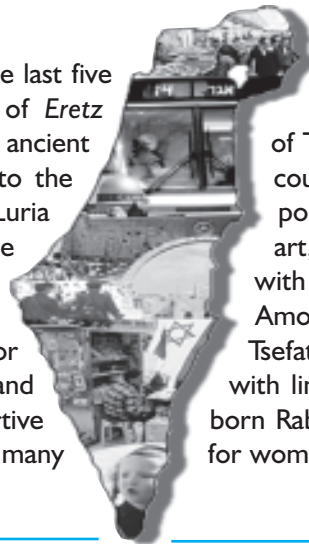 e last five
of Eretz
ancient
to the
Luria
e
or
and
rtive
many
of T
cou
po
art,
with
Amo
Tsefat
with lin
born Rab
for wom